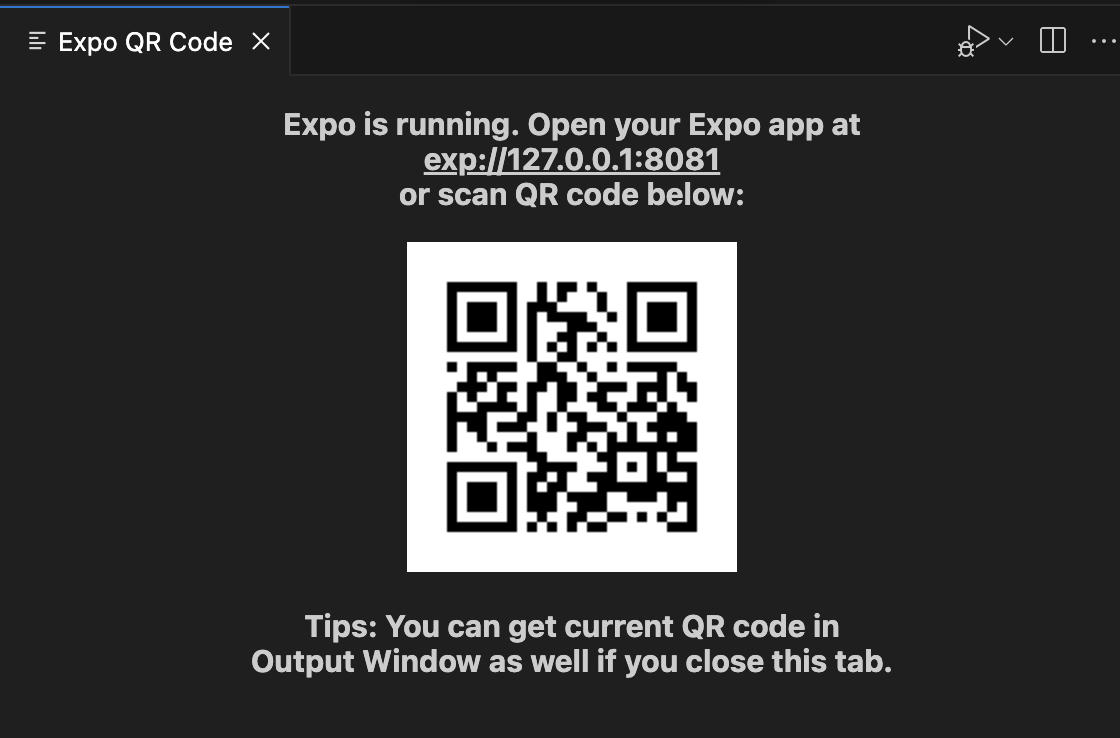 Expo QR Code
Expo is running. Open your Expo app at
exp://127.0.0.1:8081
or scan QR code below:
Tips: You can get current QR code in
Output Window as well if you close this tab.